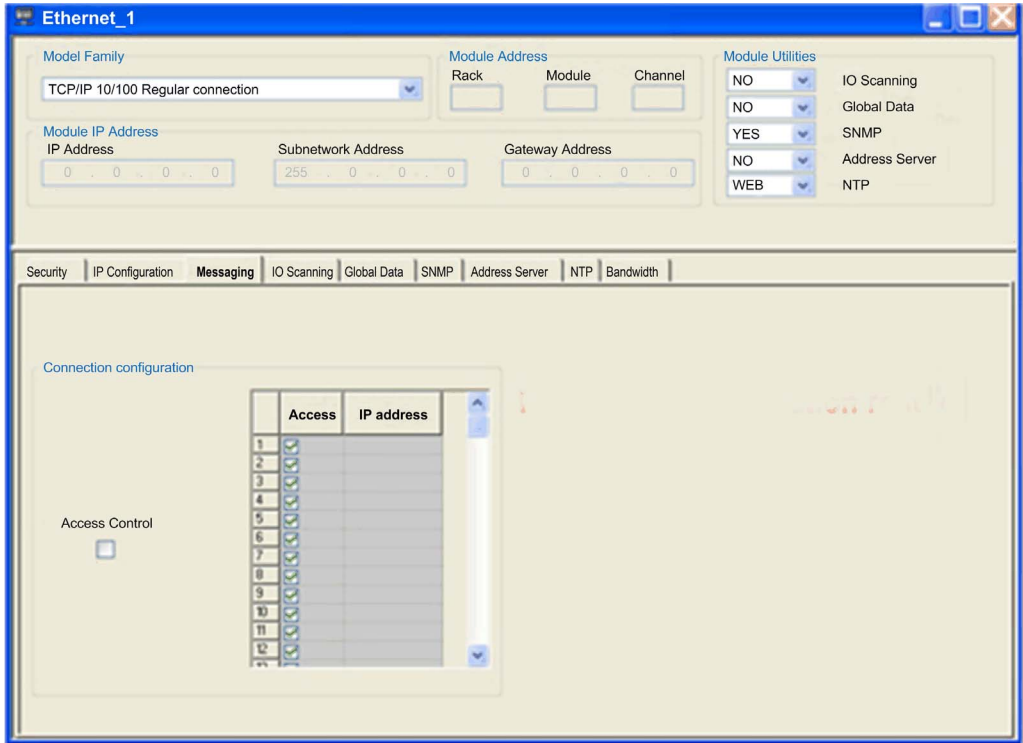 Ethernet_1
Model Family
TCP/IP 10/100 Regular connection
Module Address
Rack Module Channel
Module Utilities
NO IO Scanning
NO Global Data
YES SNMP
NO Address Server
WEB NTP
Module IP Address
IP Address Subnetwork Address Gateway Address
0 . 0 . 0 . 0 255 . 0 . 0 . 0 0 . 0 . 0 . 0
Security IP Configuration Messaging IO Scanning Global Data SNMP Address Server NTP Bandwidth
Connection configuration
Access IP address
1
2
3
4
5
6
7
8
9
10
11
12
Access Control